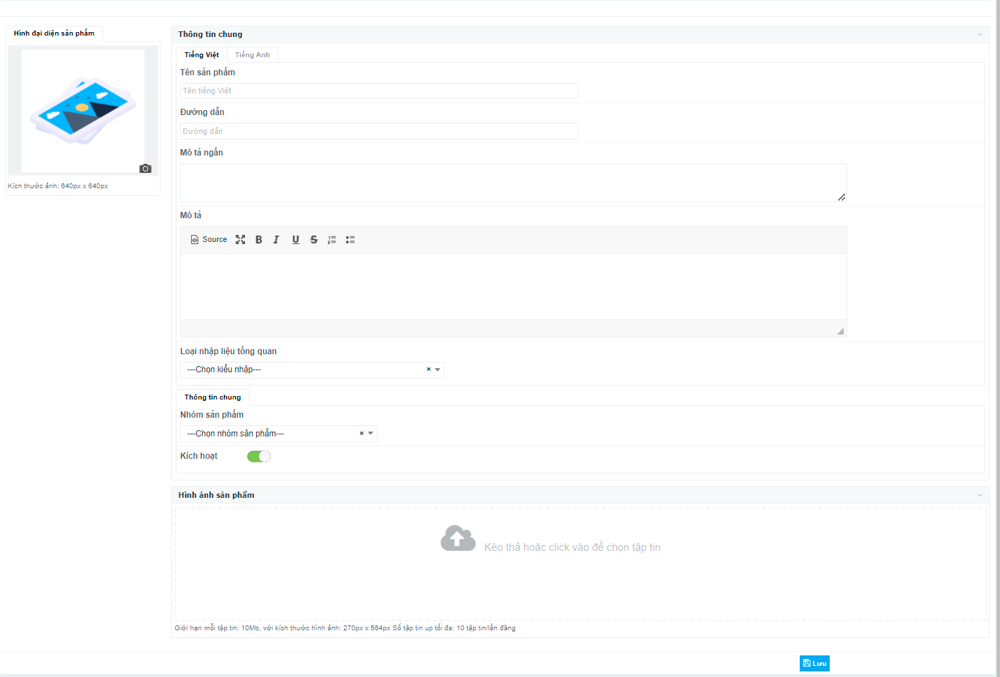 Hình đại diện sản phẩm
Kích thước ảnh: 640px x 640px
Thông tin chung
Tiếng Việt
Tiếng Anh
Tên sản phẩm
Tên tiếng Việt
Đường dẫn
Đường dẫn
Mô tả ngắn
Mô tả
Source
Loại nhập liệu tổng quan
---Chọn kiểu nhập---
Thông tin chung
Nhóm sản phẩm
---Chọn nhóm sản phẩm---
Kích hoạt
Hình ảnh sản phẩm
Kéo thả hoặc click vào để chọn tập tin
Giới hạn mỗi tập tin: 10Mb, với kích thước hình ảnh: 270px x 564px Số tập tin up tối đa: 10 tập tin/lần đăng
Lưu